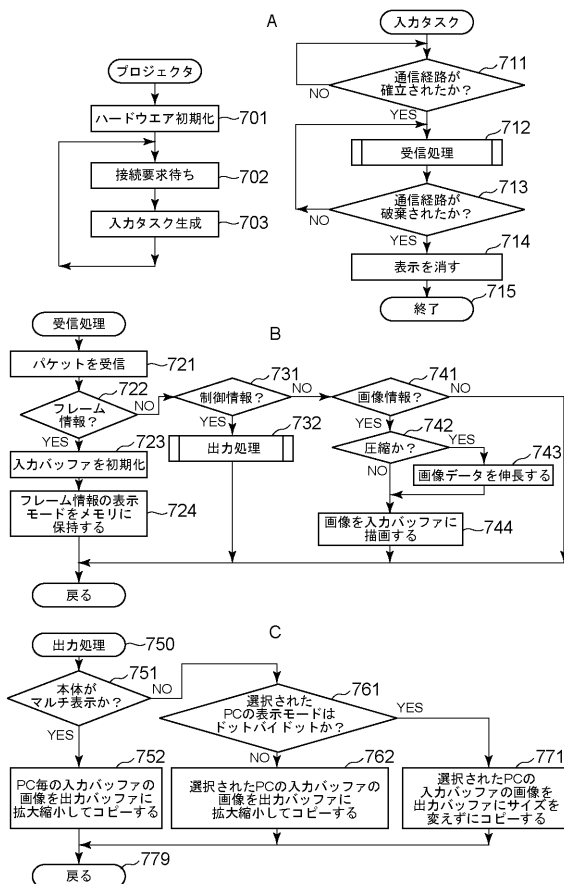 A
プロジェクタ
ハードウエア初期化
701
接続要求待ち
702
入力タスク生成
703
入力タスク
通信経路が
確立されたか？
711
NO
YES
712
受信処理
通信経路が
破棄されたか？
713
NO
YES
714
表示を消す
終了
715
B
受信処理
パケットを受信
721
722
フレーム
情報？
NO
YES
723
入力バッファを初期化
フレーム情報の表示
モードをメモリに
保持する
724
戻る
731
制御情報？
NO
YES
732
出力処理
741
画像情報？
NO
YES
742
圧縮か？
YES
NO
743
画像データを伸長する
画像を入力バッファに
描画する
744
C
出力処理
750
751
本体が
マルチ表示か？
NO
YES
752
PC毎の入力バッファの
画像を出力バッファに
拡大縮小してコピーする
761
選択された
PCの表示モードは
ドットバイドットか？
YES
NO
762
選択されたPCの入力バッファの
画像を出力バッファに
拡大縮小してコピーする
771
選択されたPCの
入力バッファの画像を
出力バッファにサイズを
変えずにコピーする
戻る
779